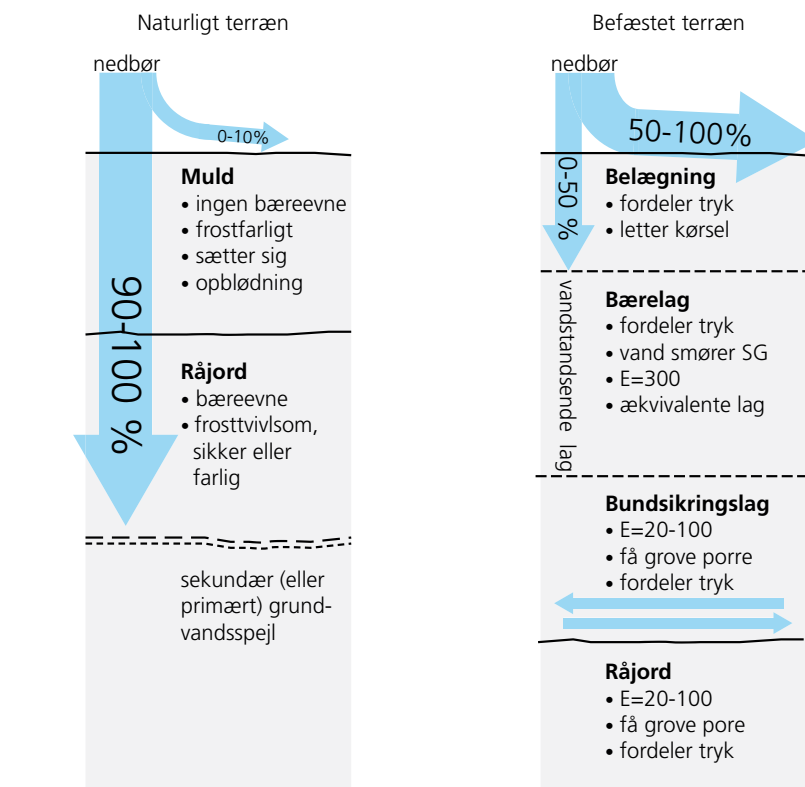 Naturligt terræn
nedbør
0-10%
90-100 %
Muld
• ingen bæreevne
• frostfarligt
• sætter sig
• opblødning
Råjord
• bæreevne
• frosttvivlsom,
sikker eller
farlig
sekundær (eller
primært) grund-
vandsspejl
Befæstet terræn
nedbør
50-100%
0-50 %
Belægning
• fordeler tryk
• letter kørsel
vandstandsende lag
Bærelag
• fordeler tryk
• vand smører SG
• E=300
• ækvivalente lag
Bundsikringslag
• E=20-100
• få grove porre
• fordeler tryk
Råjord
• E=20-100
• få grove pore
• fordeler tryk